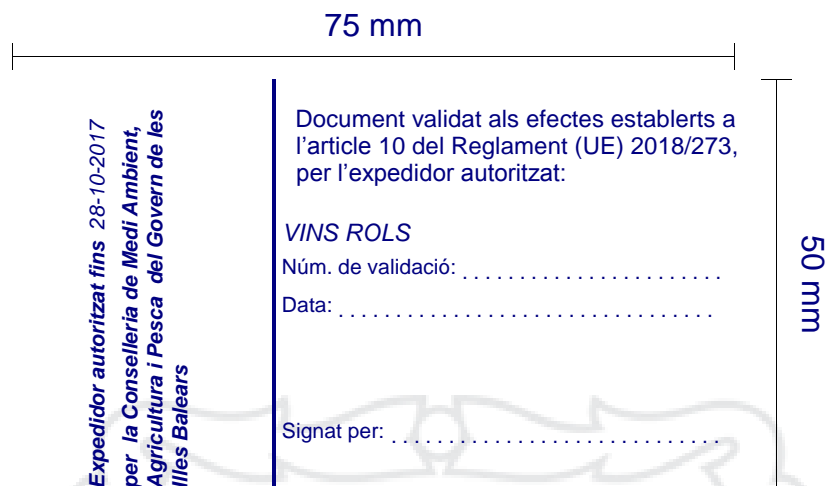 75 mm
Expedidor autoritzat fins 28-10-2017
per la Conselleria de Medi Ambient,
Agricultura i Pesca del Govern de les
Illes Balears
Document validat als efectes establerts a
l’article 10 del Reglament (UE) 2018/273,
per l’expedidor autoritzat:
VINS ROLS
Núm. de validació: . . . . . . . . . . . . . . . . . . . . . . .
Data: . . . . . . . . . . . . . . . . . . . . . . . . . . . . . . . . .
Signat per: . . . . . . . . . . . . . . . . . . . . . . . . . . . . .
50 mm